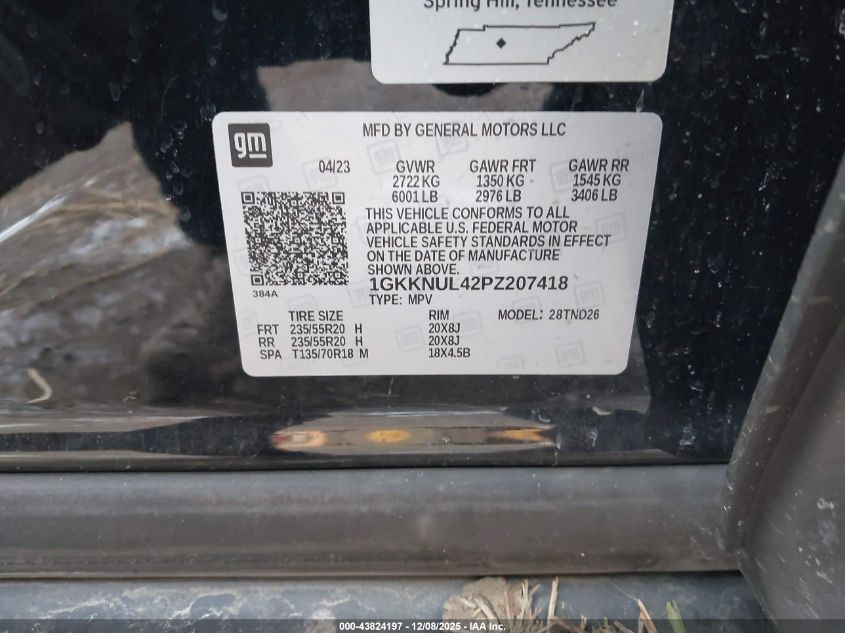 Spring Hill, Tennessee
gm
MFD BY GENERAL MOTORS LLC
04/23 GVWR GAWR FRT GAWR RR
2722 KG 1350 KG 1545 KG
6001 LB 2976 LB 3406 LB
THIS VEHICLE CONFORMS TO ALL
APPLICABLE U.S. FEDERAL MOTOR
VEHICLE SAFETY STANDARDS IN EFFECT
ON THE DATE OF MANUFACTURE
SHOWN ABOVE.
384A
1GKKNUL42PZ207418
TYPE: MPV
TIRE SIZE RIM MODEL: 28TND26
FRT 235/55R20 H 20X8J
RR 235/55R20 H 20X8J
SPA T135/70R18 M 18X4.5B
000-43824197 - 12/08/2025 - IAA Inc.